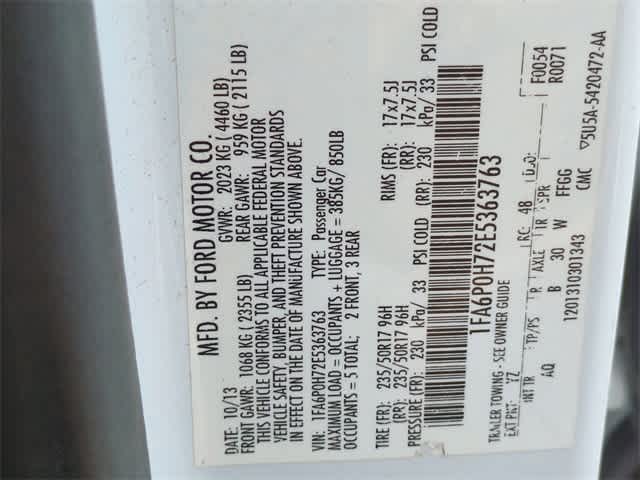 MFD. BY FORD MOTOR CO.
DATE: 10/13 GVWR: 2023 KG ( 4460 LB)
FRONT GAWR: 1068 KG ( 2355 LB) REAR GAWR: 959 KG ( 2115 LB)
THIS VEHICLE CONFORMS TO ALL APPLICABLE FEDERAL MOTOR
VEHICLE SAFETY, BUMPER, AND THEFT PREVENTION STANDARDS
IN EFFECT ON THE DATE OF MANUFACTURE SHOWN ABOVE.
VIN: 1FA6P0H72E5363763 TYPE: Passenger Car
MAXIMUM LOAD = OCCUPANTS + LUGGAGE = 385KG/ 850LB
OCCUPANTS = 5 TOTAL: 2 FRONT, 3 REAR
TIRE (FR): 235/50R17 96H RIMS (FR): 17x7.5J
(RR): 235/50R17 96H (RR): 17x7.5J
PRESSURE (FR): 230 kPa/ 33 PSI COLD (RR): 230 kPa/ 33 PSI COLD
1FA6P0H72E5363763
TRAILER TOWING - SEE OWNER GUIDE
EXT PNT: YZ RC: 48 DSO: F0054
R0071
INT TR TP/PS R AXLE TR SPR
AQ B 30 W FFGG
1201310301343 CMC 5U5A-5420472-AA